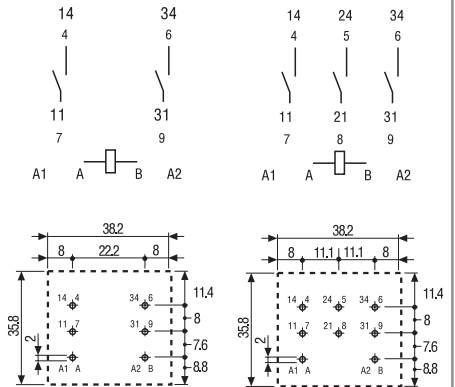 14 34
4 6
11 31
7 9
A1 A B A2
14 24 34
4 5 6
11 21 31
7 8 9
A1 A B A2
38.2
8 22.2 8
35.8
2
14 4 34 6
11 7 31 9
A1 A A2 B
11.4
8
7.6
8.8
38.2
8 11.1 11.1 8
35.8
2
14 4 24 5 34 6
11 7 21 8 31 9
A1 A A2 B
11.4
8
7.6
8.8